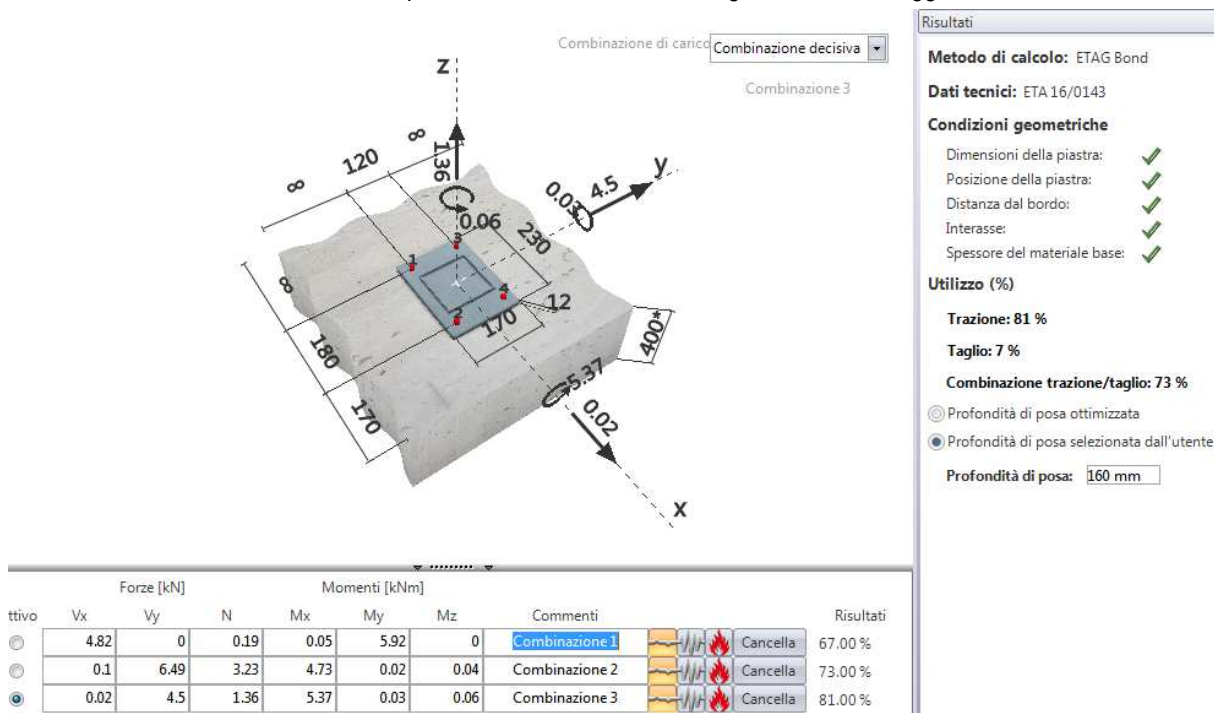 Risultati
Combinazione di carico Combinazione decisiva
Combinazione 3
Metodo di calcolo: ETAG Bond
Dati tecnici: ETA 16/0143
Condizioni geometriche
Dimensioni della piastra:
Posizione della piastra:
Distanza dal bordo:
Interasse:
Spessore del materiale base:
Utilizzo (%)
Trazione: 81 %
Taglio: 7 %
Combinazione trazione/taglio: 73 %
Profondità di posa ottimizzata
Profondità di posa selezionata dall'utente
Profondità di posa: 160 mm
z
∞
120
∞
1.36
0.06
3
1
y
4.5
0.03
230
4
12
2
170
400*
∞
180
170
5.37
0.02
x
Forze [kN] Momenti [kNm]
ttivo Vx Vy N Mx My Mz Commenti Risultati
4.82 0 0.19 0.05 5.92 0 Combinazione 1 Cancella 67.00 %
0.1 6.49 3.23 4.73 0.02 0.04 Combinazione 2 Cancella 73.00 %
0.02 4.5 1.36 5.37 0.03 0.06 Combinazione 3 Cancella 81.00 %